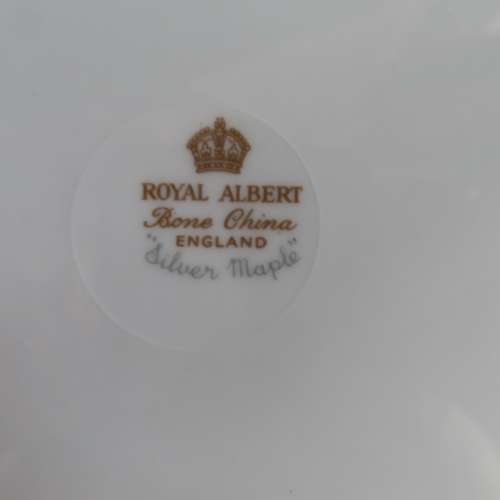 ROYAL ALBERT
Bone China
ENGLAND
"Silver Maple"